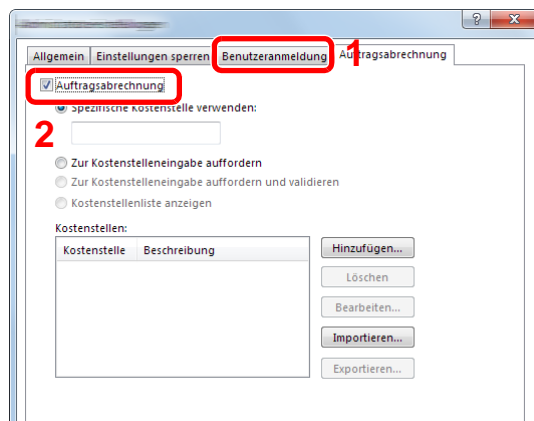 Allgemein Einstellungen sperren Benutzeranmeldung 1 Auftragsabrechnung
Auftragsabrechnung
Spezifische Kostenstelle verwenden:
2
Zur Kostenstelleneingabe auffordern
Zur Kostenstelleneingabe auffordern und validieren
Kostenstellenliste anzeigen
Kostenstellen:
Kostenstelle Beschreibung Hinzufügen...
Löschen
Bearbeiten...
Importieren...
Exportieren...